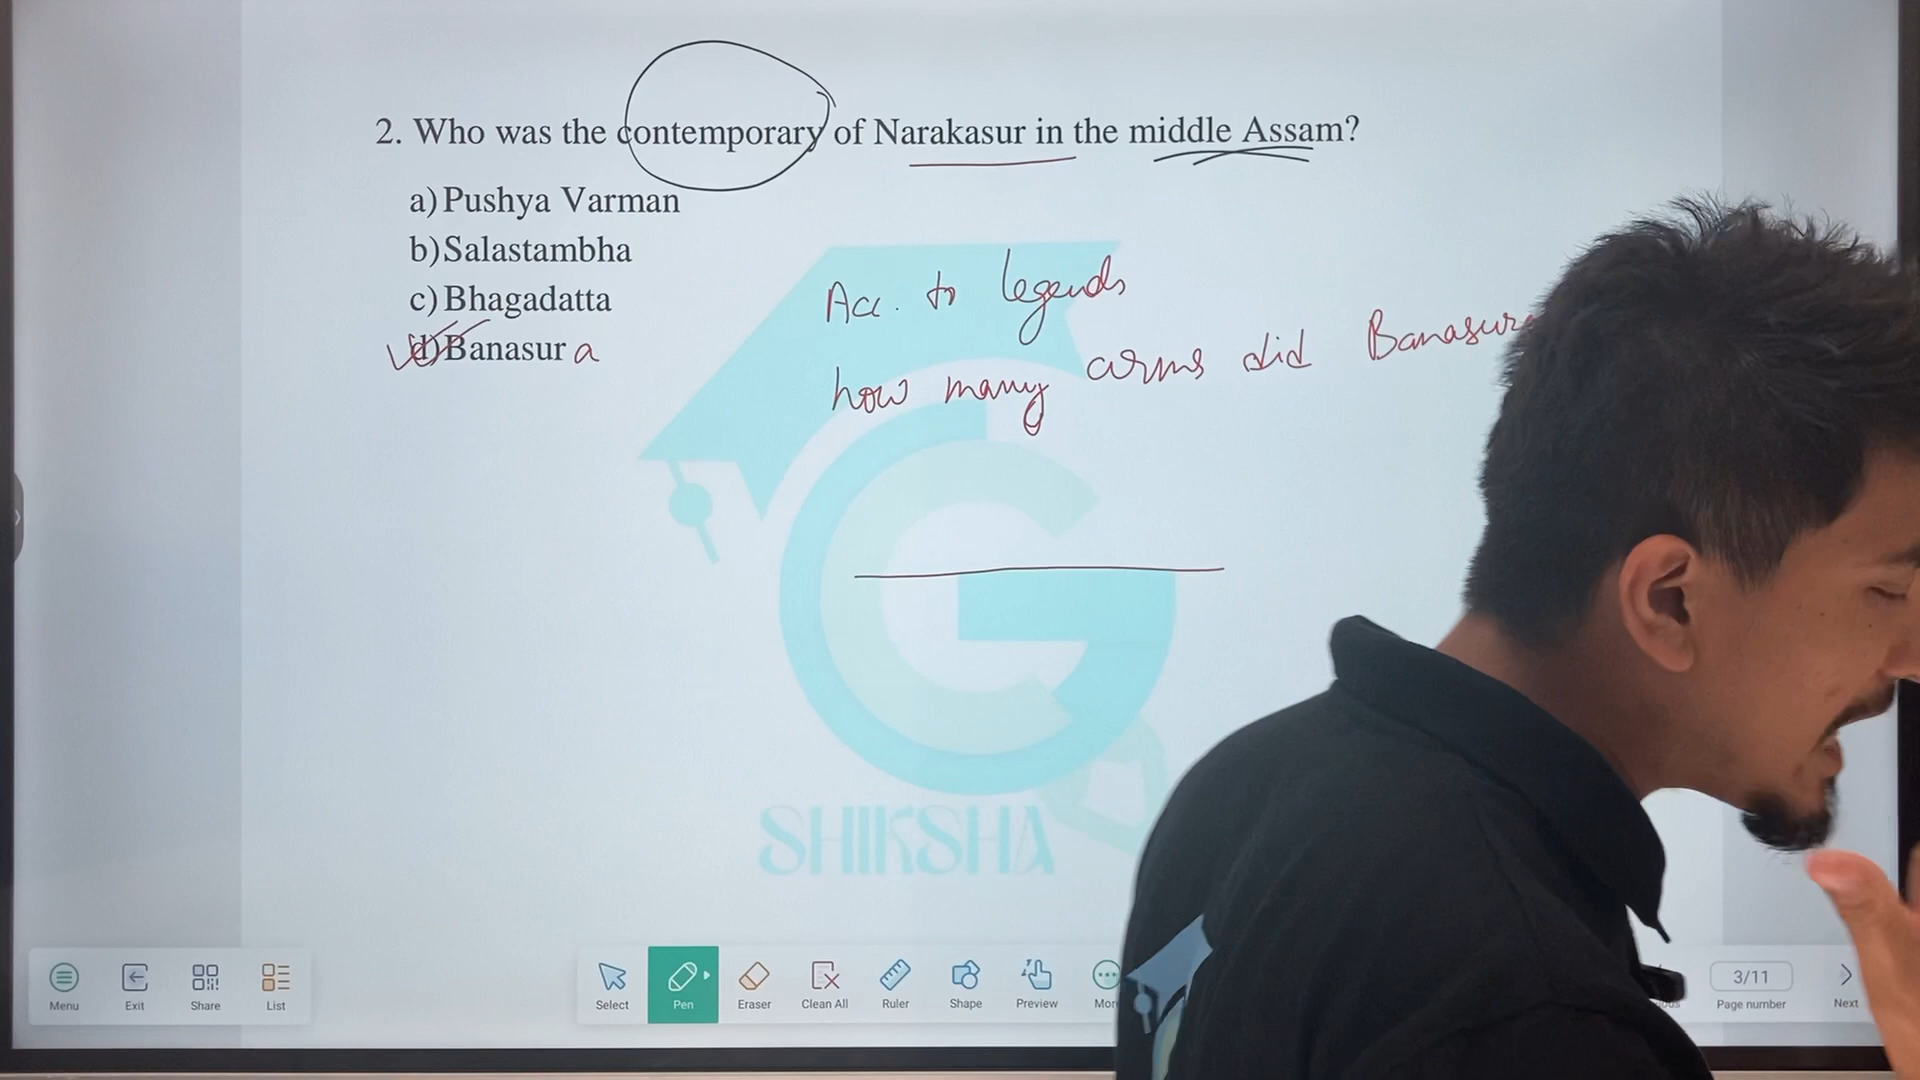 2. Who was the contemporary of Narakasur in the middle Assam?
a) Pushya Varman
b) Salastambha
c) Bhagadatta
d) Banasur a
Acc. to legends
how many arms did Banasura
SHIKSHA
Menu
Exit
Share
List
Select
Pen
Eraser
Clean All
Ruler
Shape
Preview
Mor
3/11
Page number
Next